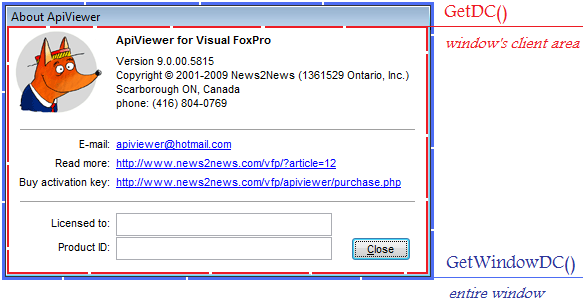 About ApiViewer
GetDC()
window's client area
ApiViewer for Visual FoxPro
Version 9.0.00.5815
Copyright © 2001-2009 News2News (1361529 Ontario, Inc.)
Scarborough ON, Canada
phone: (416) 804-0769
E-mail: apiviewer@hotmail.com
Read more: http://www.news2news.com/vfp/?article=12
Buy activation key: http://www.news2news.com/vfp/apiviewer/purchase.php
Licensed to:
Product ID:
Close
GetWindowDC()
entire window